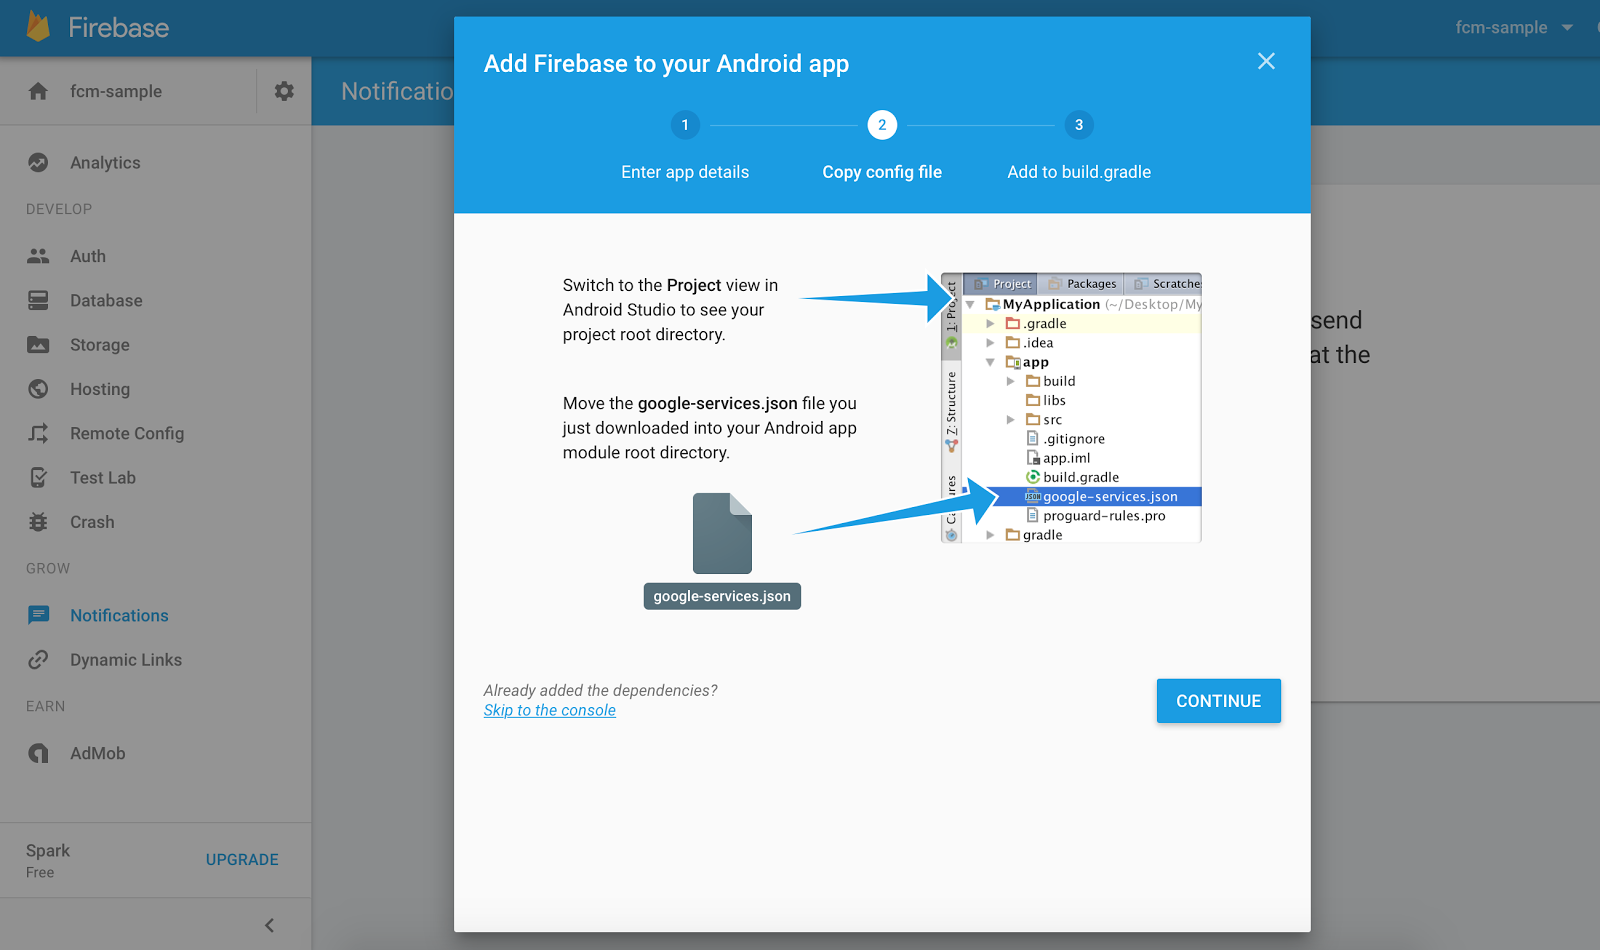 Firebase
fcm-sample
fcm-sample
Analytics
DEVELOP
Auth
Database
Storage
Hosting
Remote Config
Test Lab
Crash
GROW
Notifications
Dynamic Links
EARN
AdMob
Spark
Free
UPGRADE
Notificatio
Add Firebase to your Android app
1
2
3
Enter app details
Copy config file
Add to build.gradle
Switch to the Project view in
Android Studio to see your
project root directory.
Move the google-services.json file you
just downloaded into your Android app
module root directory.
google-services.json
Project
Packages
Scratches
MyApplication (~/Desktop/My
.gradle
.idea
app
build
libs
src
.gitignore
app.iml
build.gradle
JSON google-services.json
proguard-rules.pro
gradle
1: Project
Z: Structure
Already added the dependencies?
Skip to the console
CONTINUE
send
at the